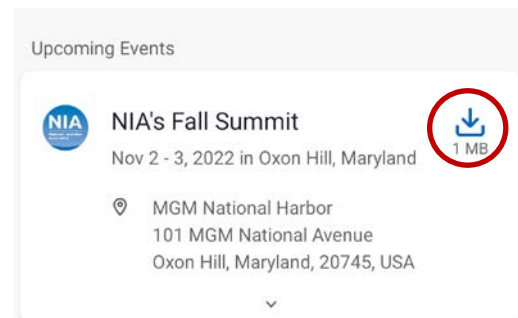 Upcoming Events
NIA
NIA's Fall Summit
1 MB
Nov 2 - 3, 2022 in Oxon Hill, Maryland
MGM National Harbor
101 MGM National Avenue
Oxon Hill, Maryland, 20745, USA